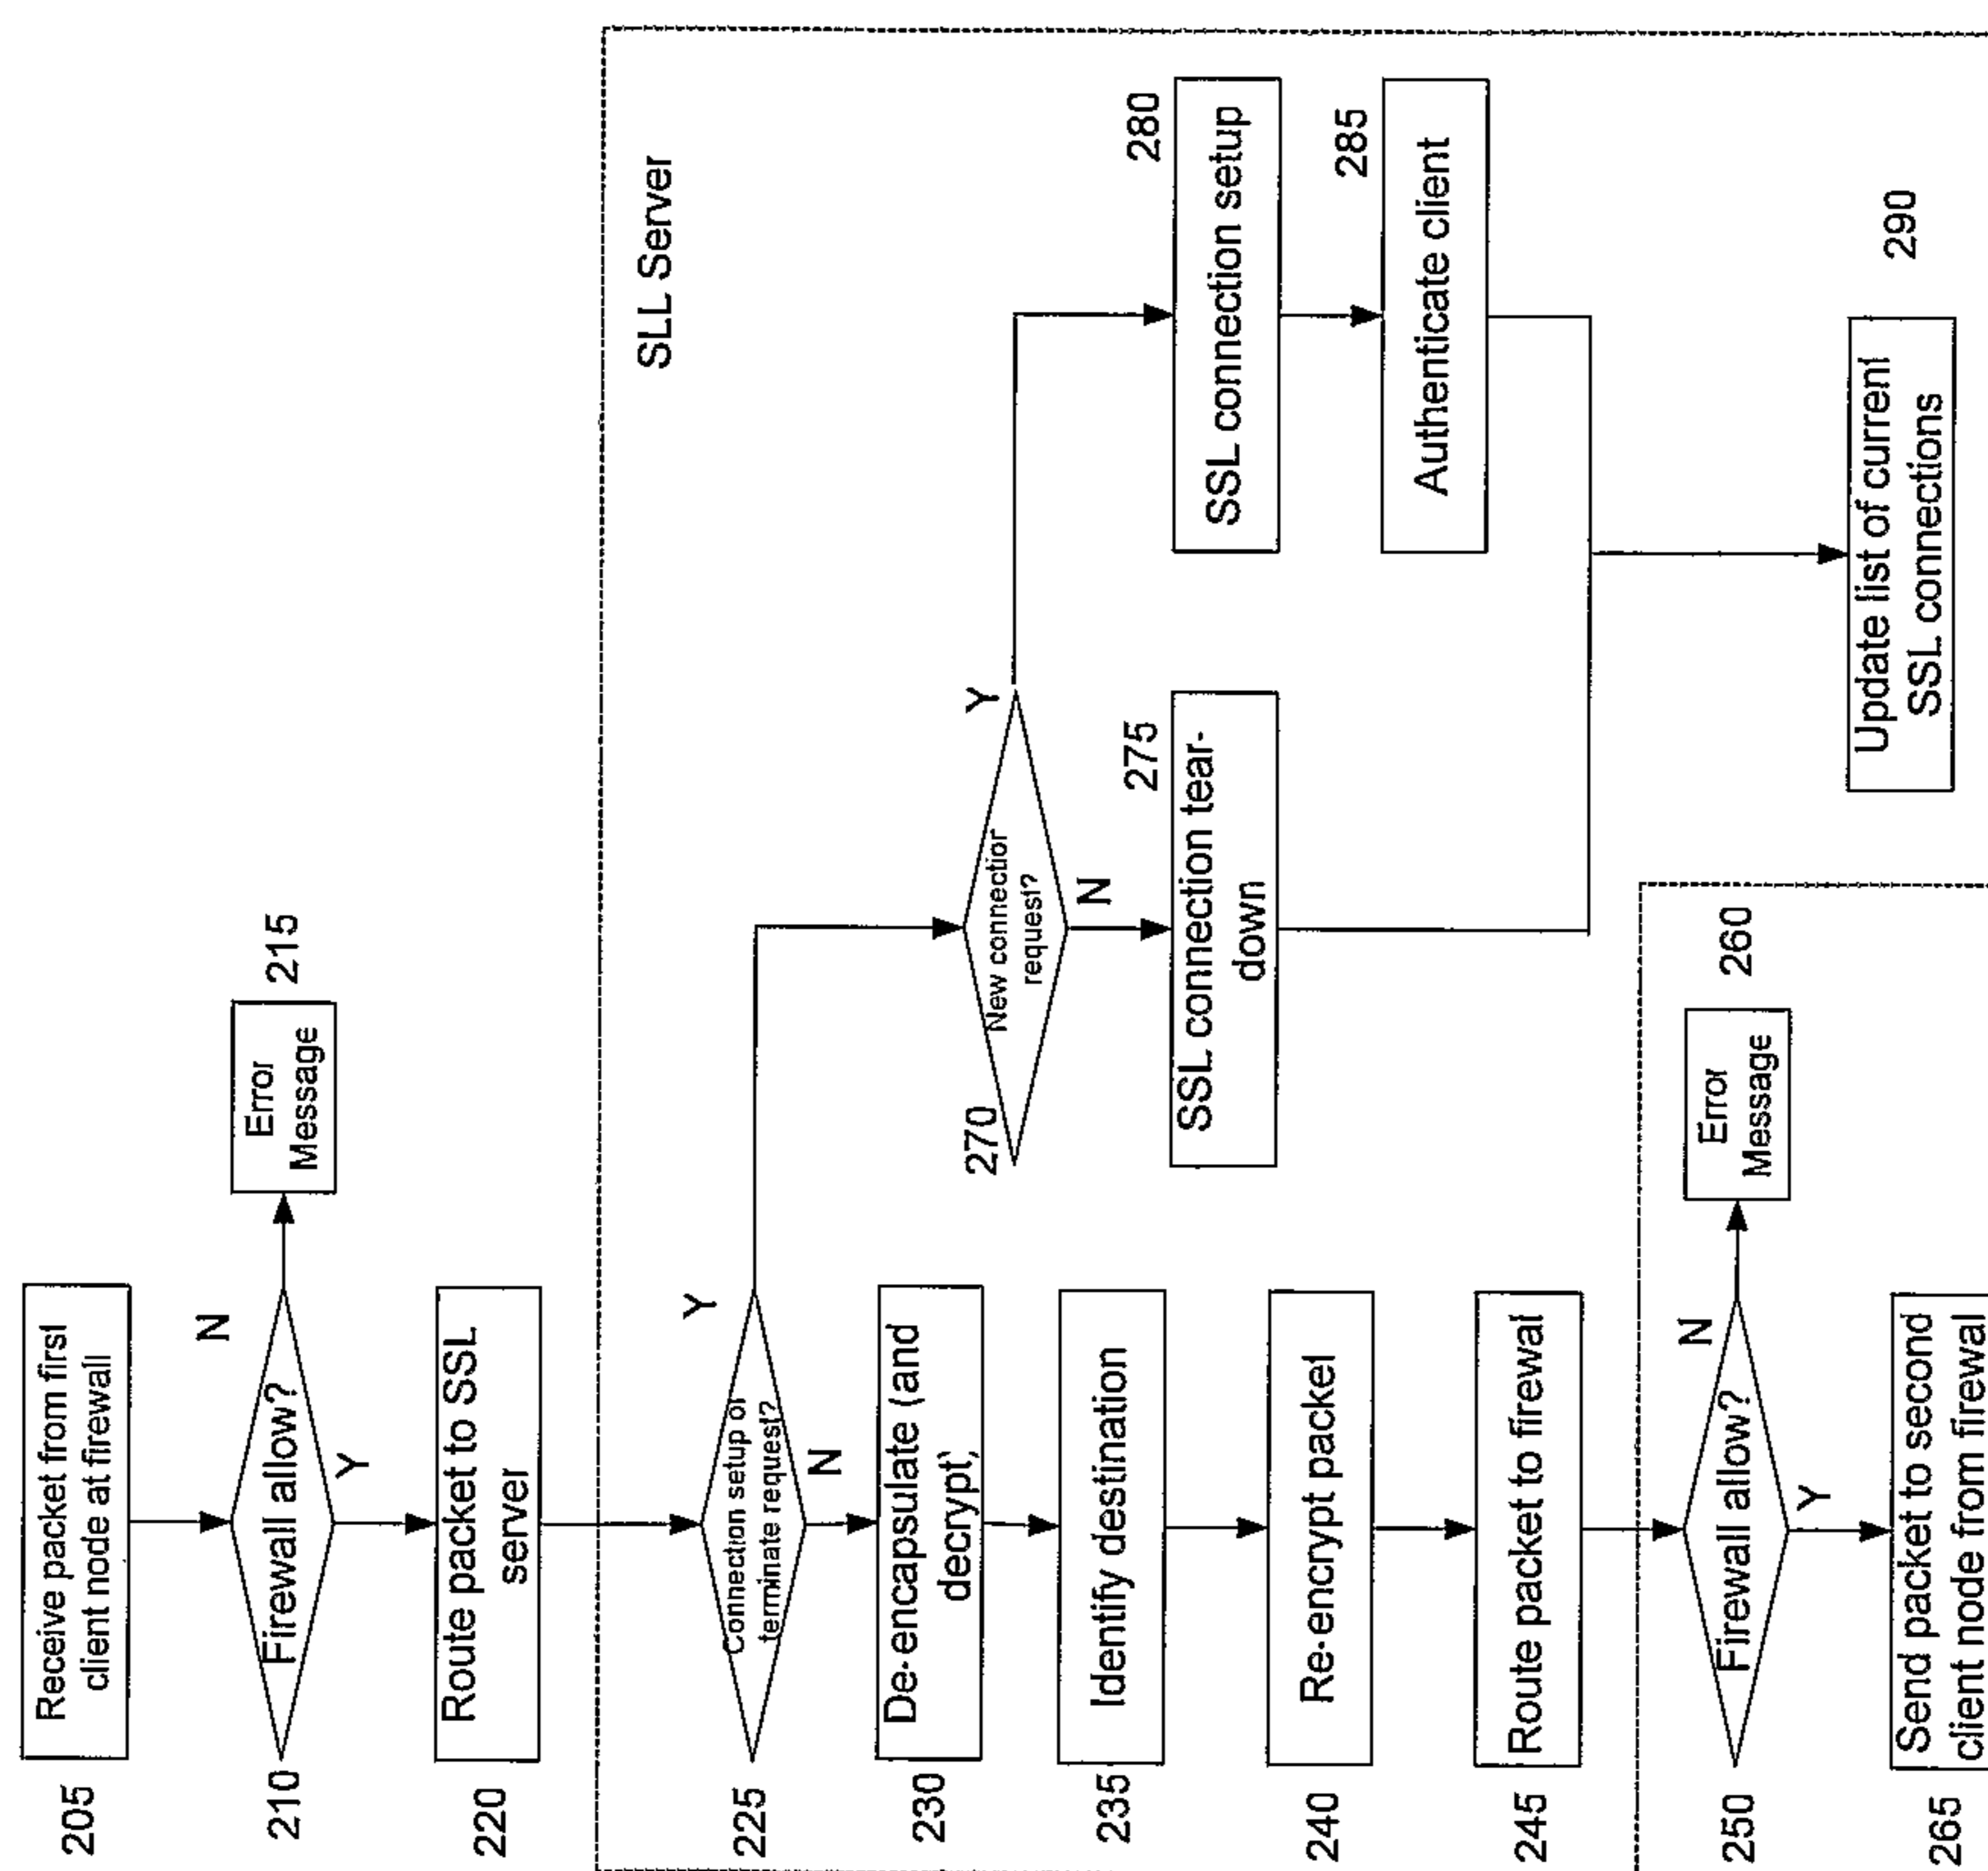 205
Receive packet from first
client node at firewall
210
Firewall allow?
N
Y
Error
Message
215
220
Route packet to SSL
server
SLL Server
225
Connection setup or
terminate request?
Y
N
230
De-encapsulate (and
decrypt)
235
Identify destination
240
Re-encrypt packet
245
Route packet to firewall
250
Firewall allow?
N
Y
Error
Message
260
265
Send packet to second
client node from firewall
270
New connection
request?
Y
N
275
SSL connection tear-
down
280
SSL connection setup
285
Authenticate client
290
Update list of current
SSL connections